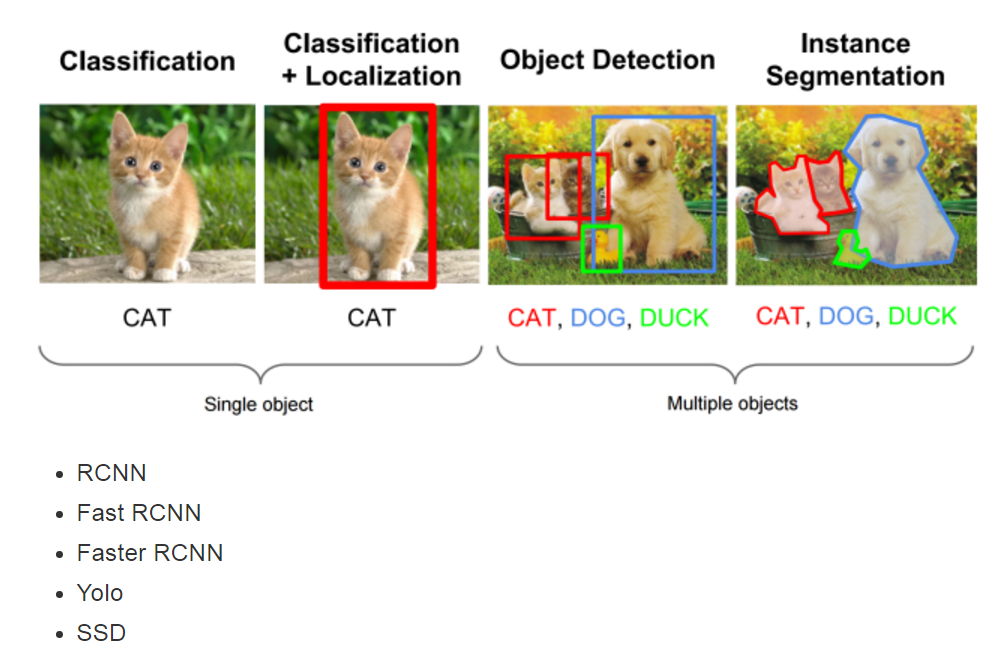 Classification
Classification
+ Localization
Object Detection
Instance
Segmentation
CAT
CAT
CAT, DOG, DUCK
CAT, DOG, DUCK
Single object
Multiple objects
RCNN
Fast RCNN
Faster RCNN
Yolo
SSD